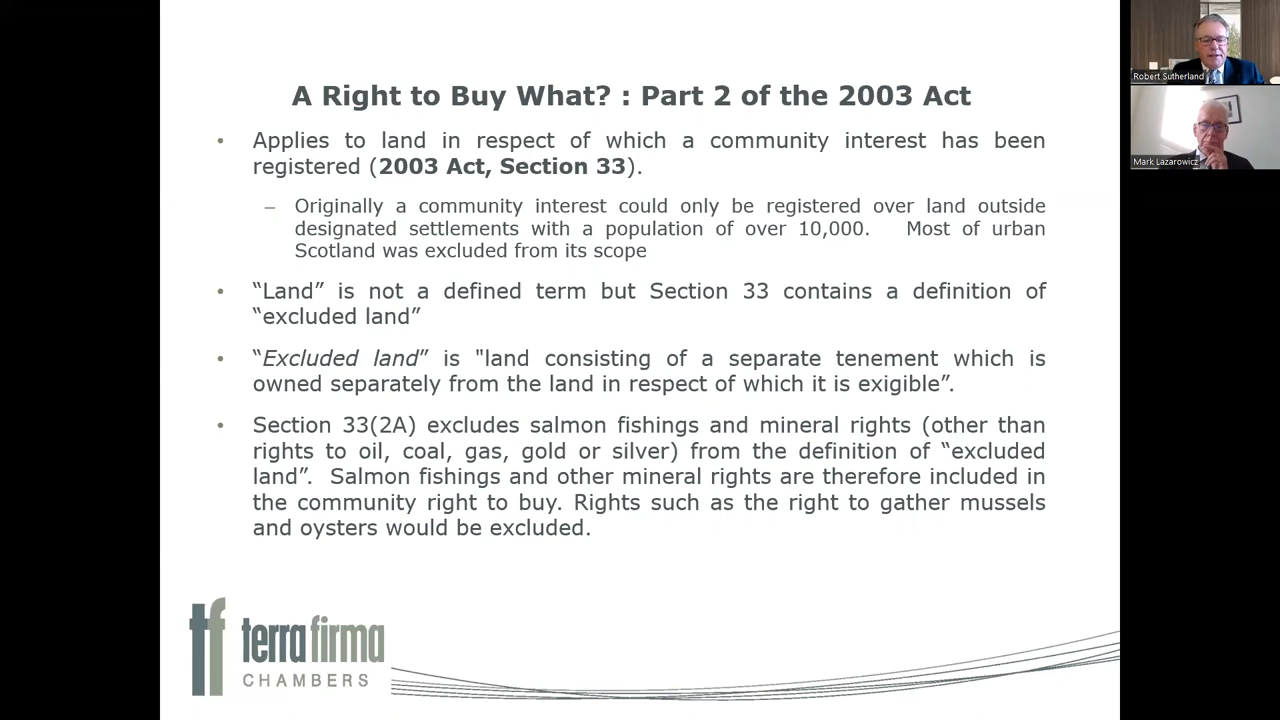 A Right to Buy What? : Part 2 of the 2003 Act
• Applies to land in respect of which a community interest has been
registered (2003 Act, Section 33).
– Originally a community interest could only be registered over land outside
designated settlements with a population of over 10,000. Most of urban
Scotland was excluded from its scope
• “Land” is not a defined term but Section 33 contains a definition of
“excluded land”
• “Excluded land” is "land consisting of a separate tenement which is
owned separately from the land in respect of which it is exigible”.
• Section 33(2A) excludes salmon fishings and mineral rights (other than
rights to oil, coal, gas, gold or silver) from the definition of “excluded
land”. Salmon fishings and other mineral rights are therefore included in
the community right to buy. Rights such as the right to gather mussels
and oysters would be excluded.
tf terra firma
CHAMBERS
Robert Sutherland
Mark Lazarowicz